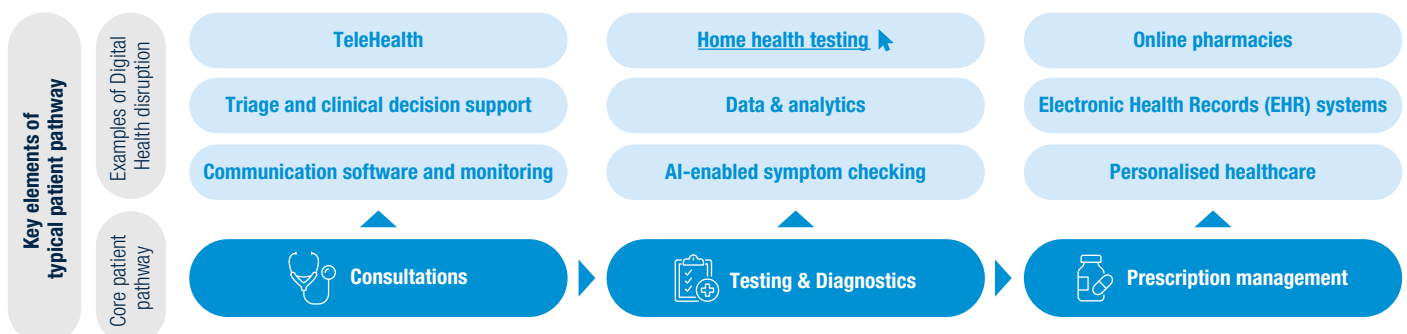 Key elements of
typical patient pathway
Examples of Digital
Health disruption
TeleHealth
Home health testing
Online pharmacies
Triage and clinical decision support
Data & analytics
Electronic Health Records (EHR) systems
Communication software and monitoring
AI-enabled symptom checking
Personalised healthcare
Core patient
pathway
Consultations
Testing & Diagnostics
Prescription management